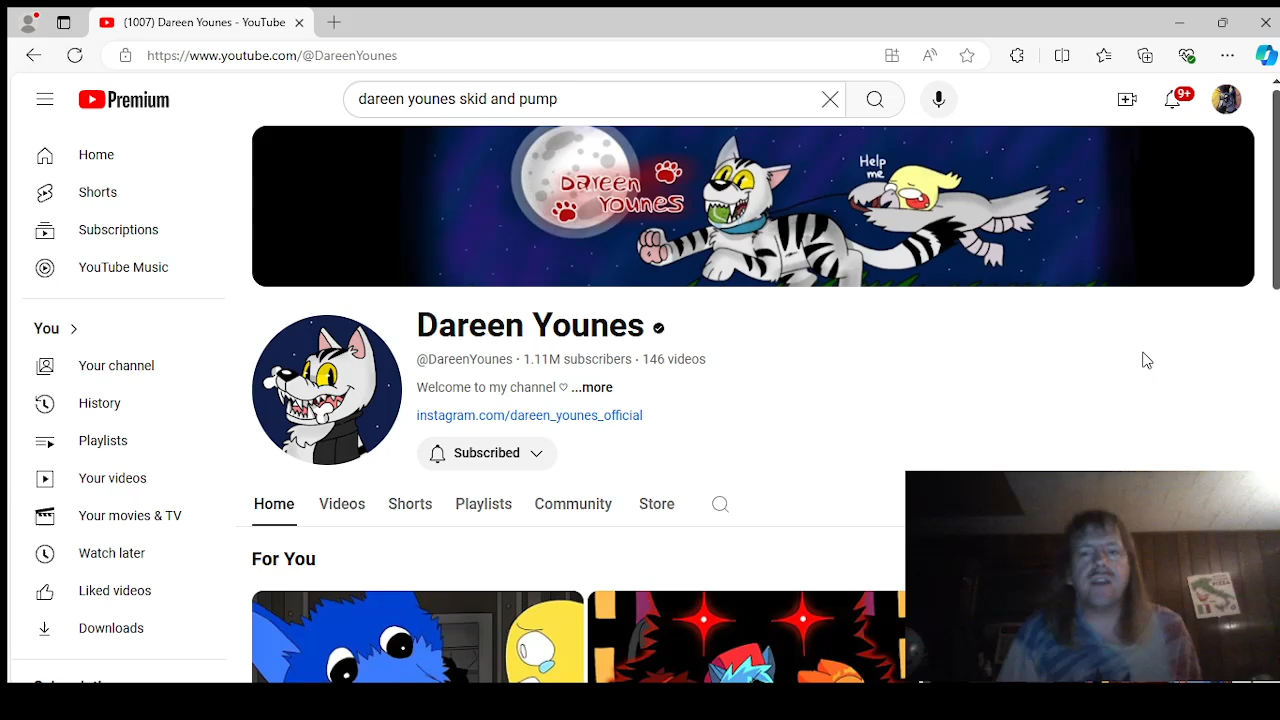 (1007) Dareen Younes - YouTube
https://www.youtube.com/@DareenYounes
Premium
dareen younes skid and pump
9+
Home
Shorts
Subscriptions
YouTube Music
You
Your channel
History
Playlists
Your videos
Your movies & TV
Watch later
Liked videos
Downloads
Dareen
Younes
Help
me
Dareen Younes
@DareenYounes · 1.11M subscribers · 146 videos
Welcome to my channel ♡ ...more
instagram.com/dareen_younes_official
Subscribed
Home Videos Shorts Playlists Community Store
For You
PIZZA